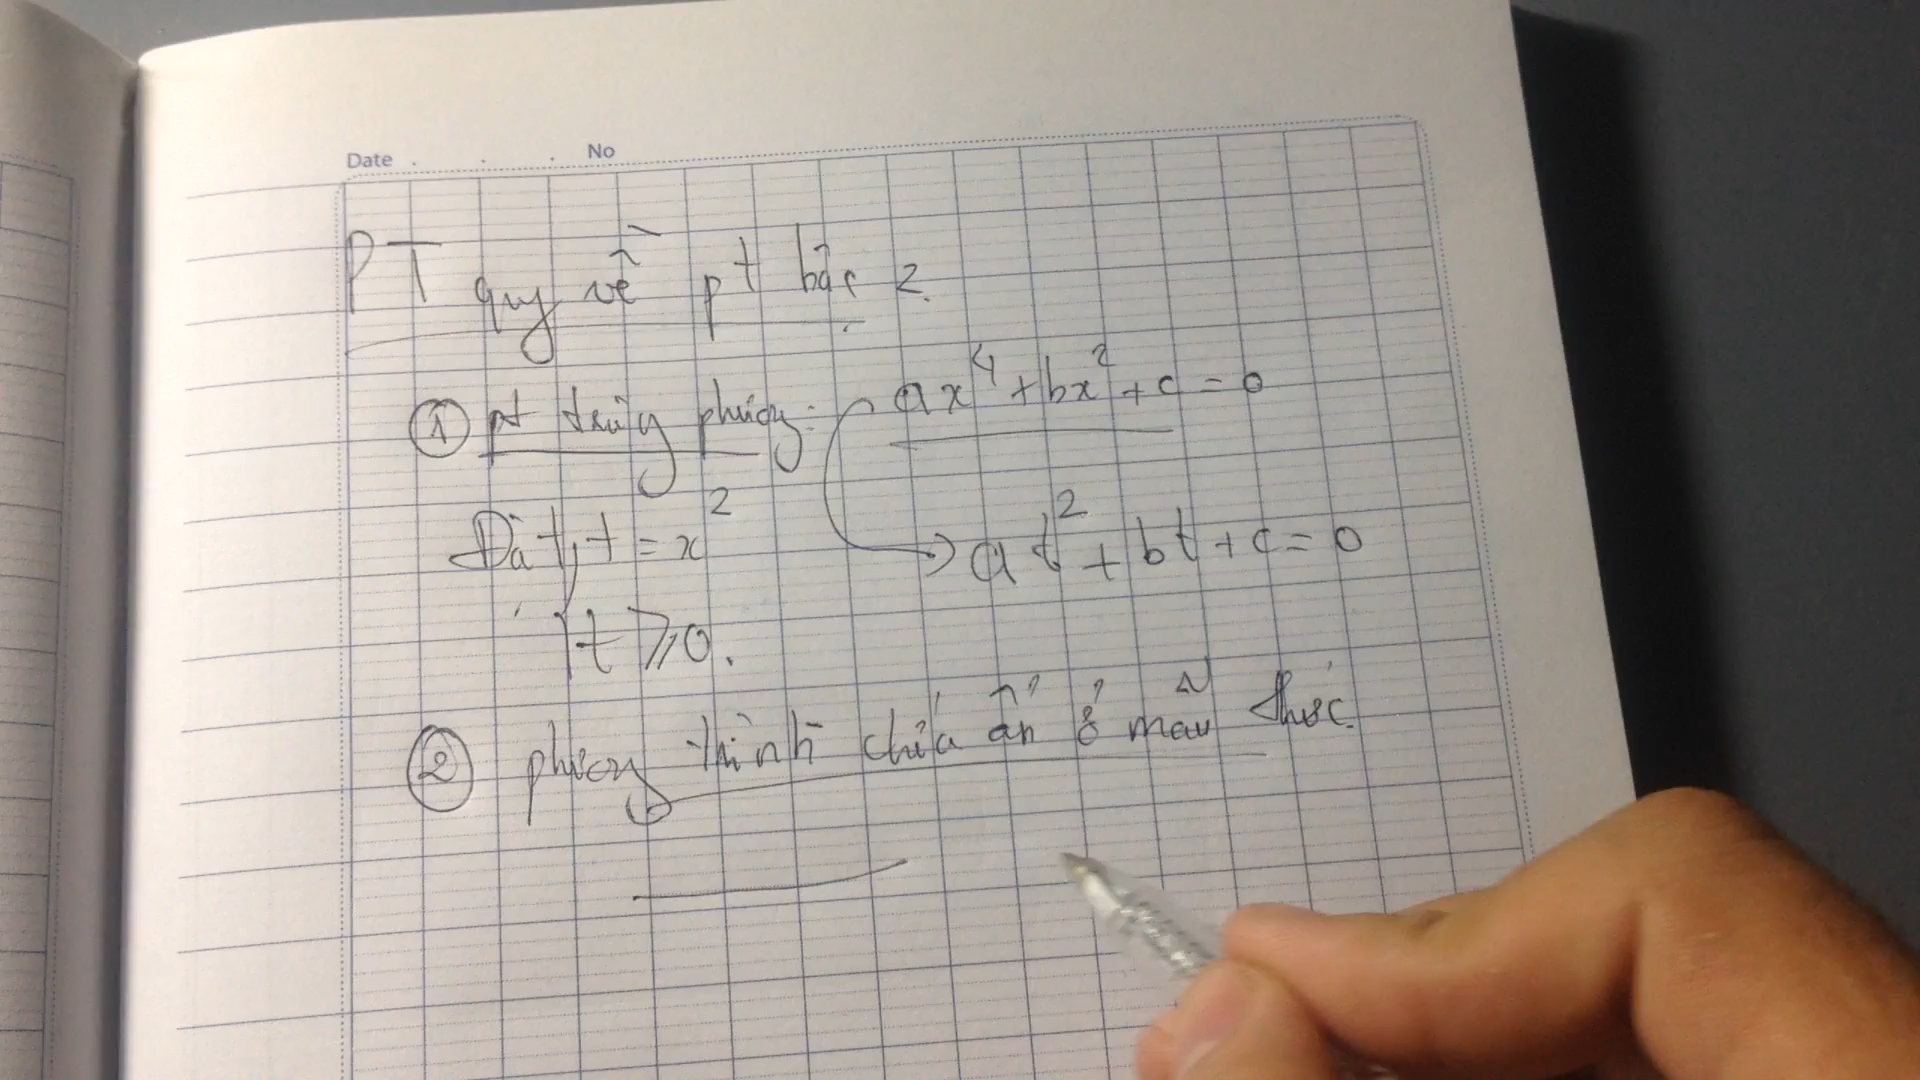 Date . . . No
PT quy về pt bậc 2.
① pt trùng phương: ax⁴ + bx² + c = 0
Đặt t = x² → at² + bt + c = 0
t ⩾ 0.
② phương trình chứa ẩn ở mẫu thức.